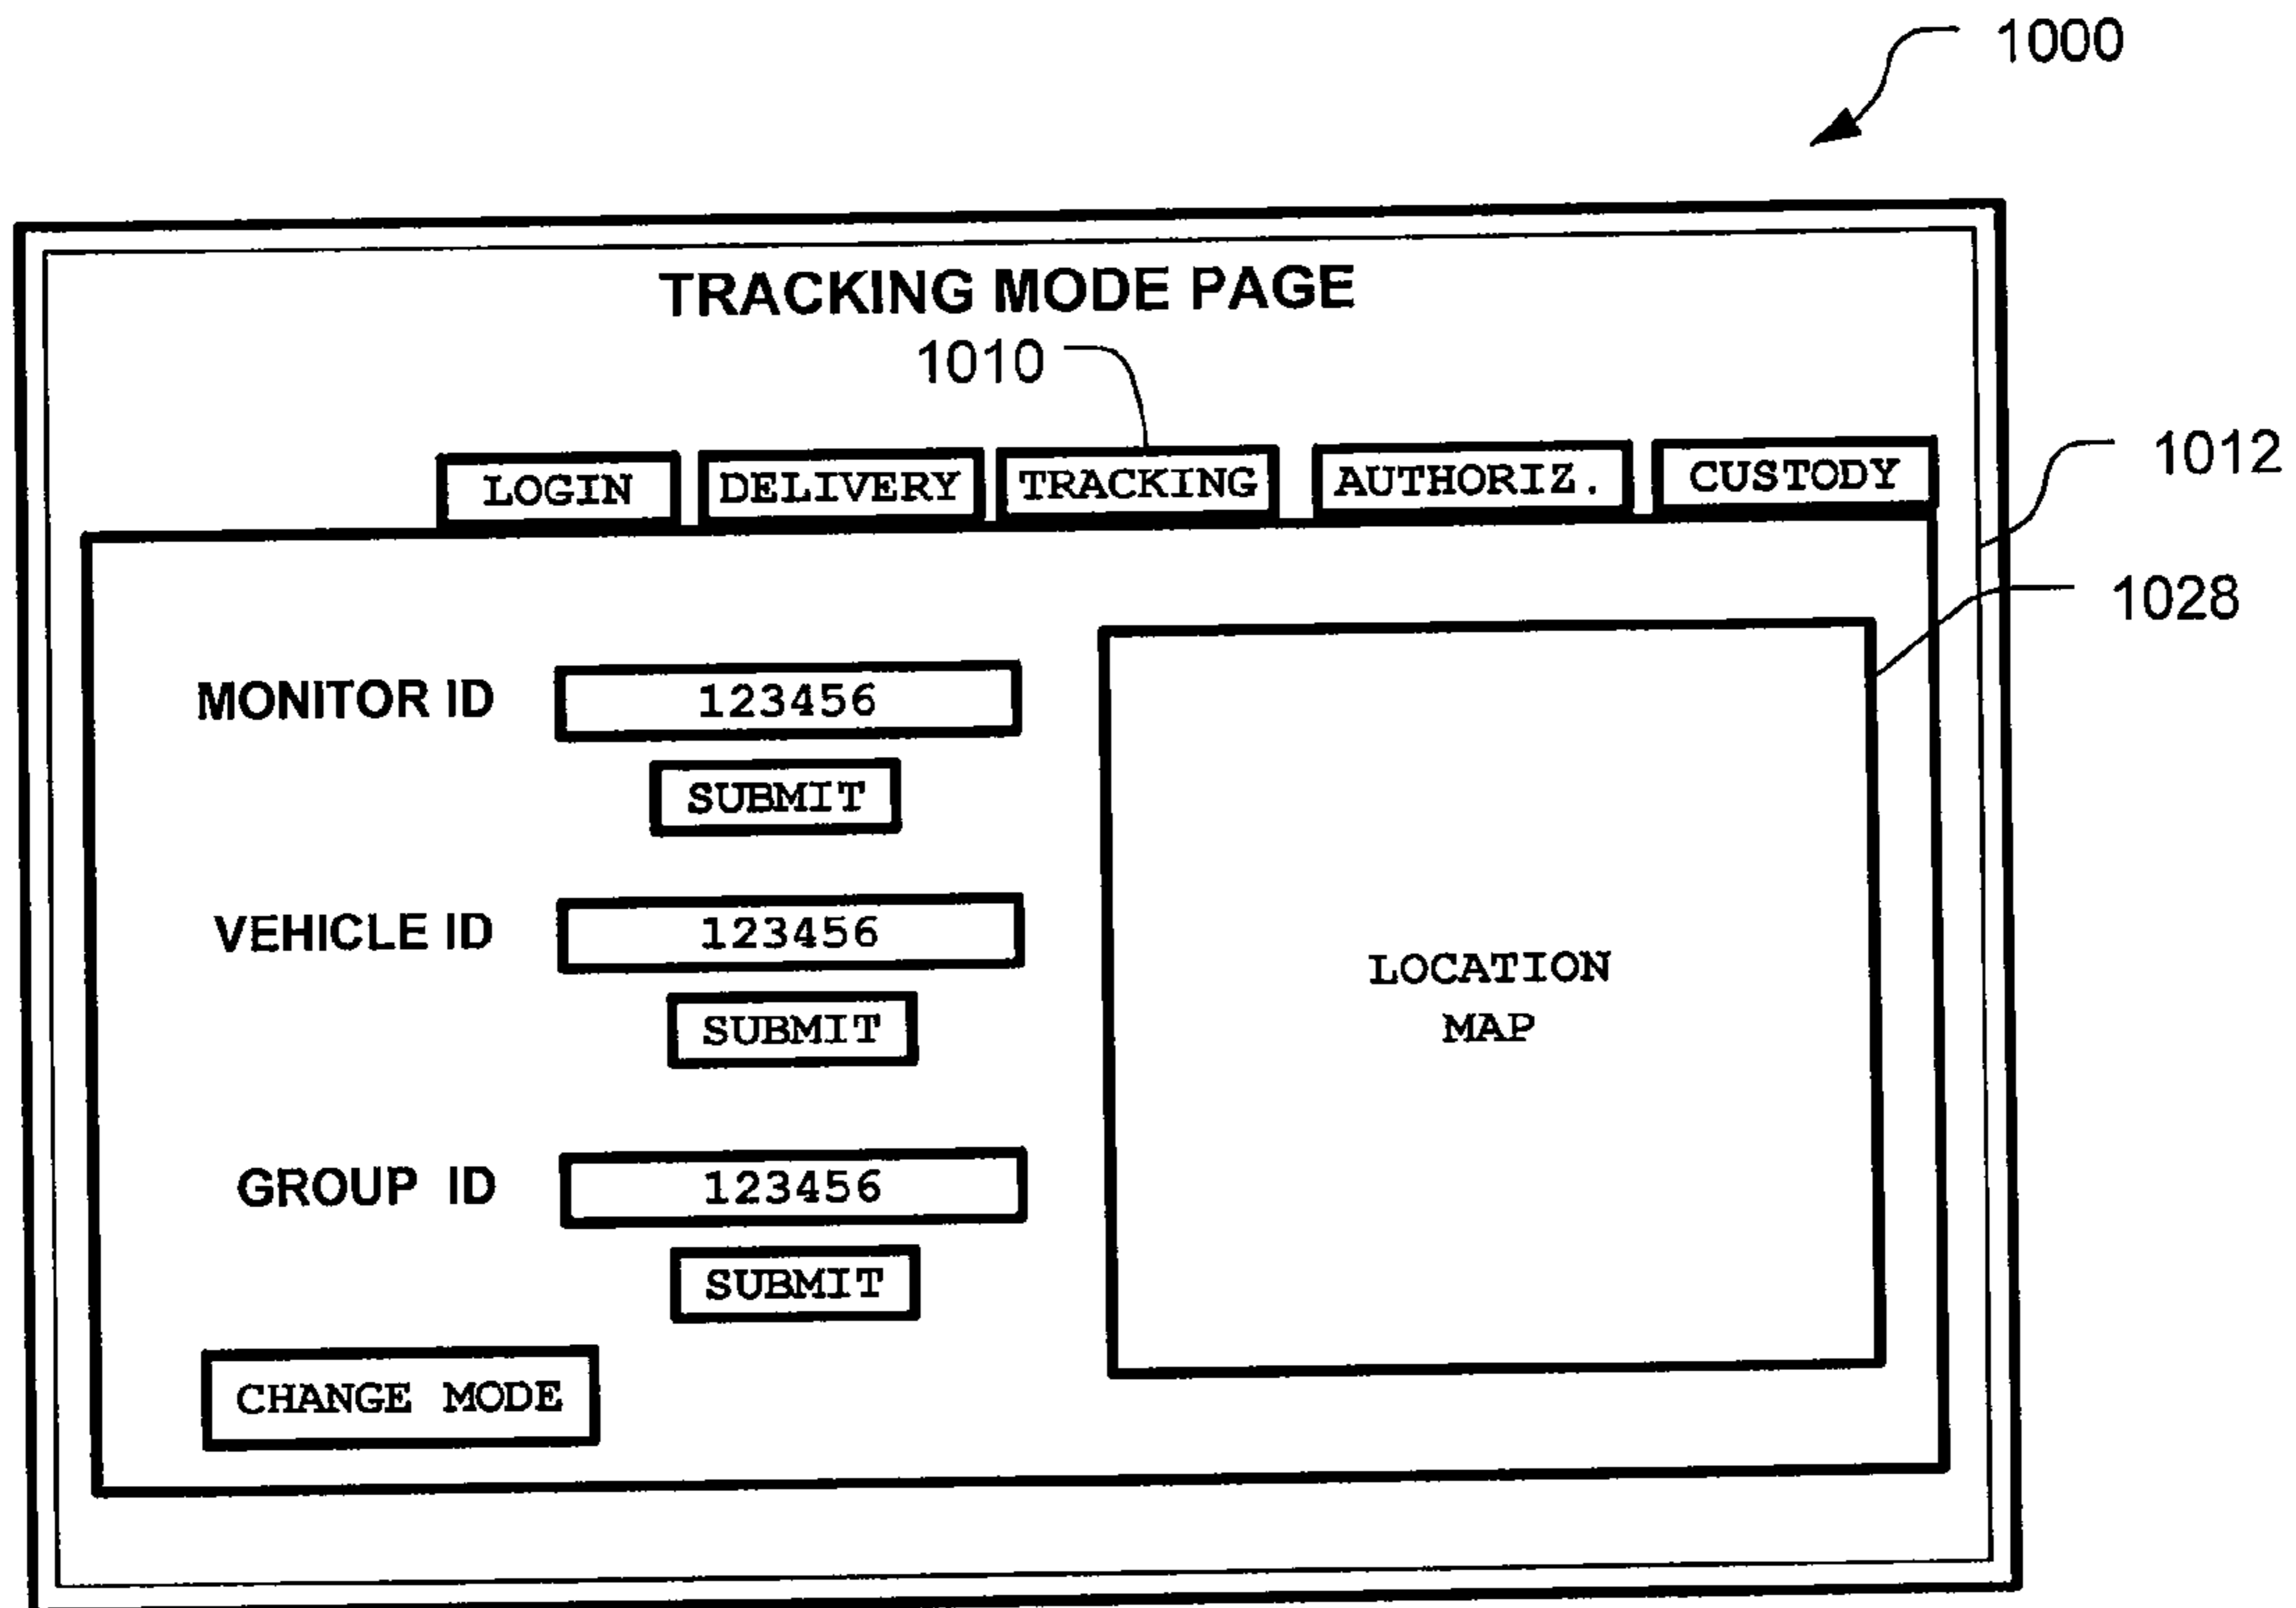 1000
TRACKING MODE PAGE
1010
1012
LOGIN DELIVERY TRACKING AUTHORIZ. CUSTODY
1028
MONITOR ID 123456
SUBMIT
VEHICLE ID 123456
LOCATION
MAP
SUBMIT
GROUP ID 123456
SUBMIT
CHANGE MODE